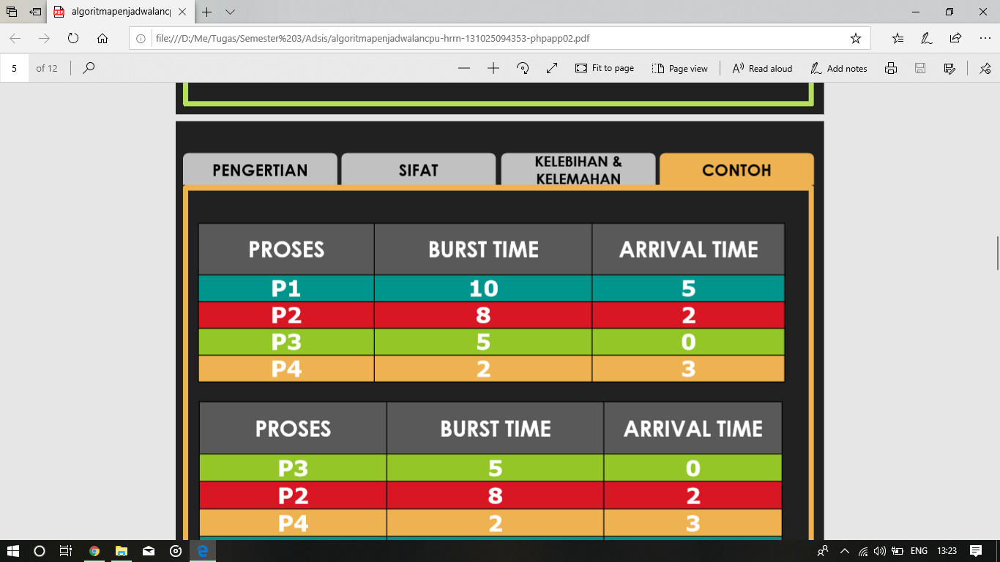 algoritmapenjadwalancp
file:///D:/Me/Tugas/Semester%203/Adsis/algoritmapenjadwalancpu-hrrn-131025094353-phpapp02.pdf
5 of 12 Fit to page Page view Read aloud Add notes
PENGERTIAN SIFAT KELEBIHAN & KELEMAHAN CONTOH
PROSES BURST TIME ARRIVAL TIME
P1 10 5
P2 8 2
P3 5 0
P4 2 3
PROSES BURST TIME ARRIVAL TIME
P3 5 0
P2 8 2
P4 2 3
ENG 13:23